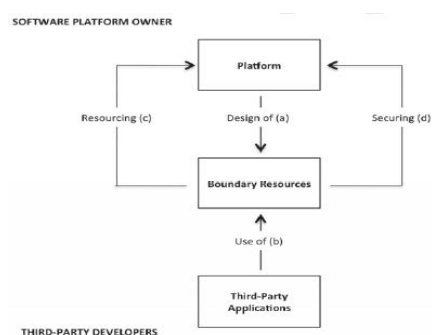 SOFTWARE PLATFORM OWNER
Platform
Resourcing (c)
Design of (a)
Securing (d)
Boundary Resources
Use of (b)
Third-Party
Applications
THIRD-PARTY DEVELOPERS